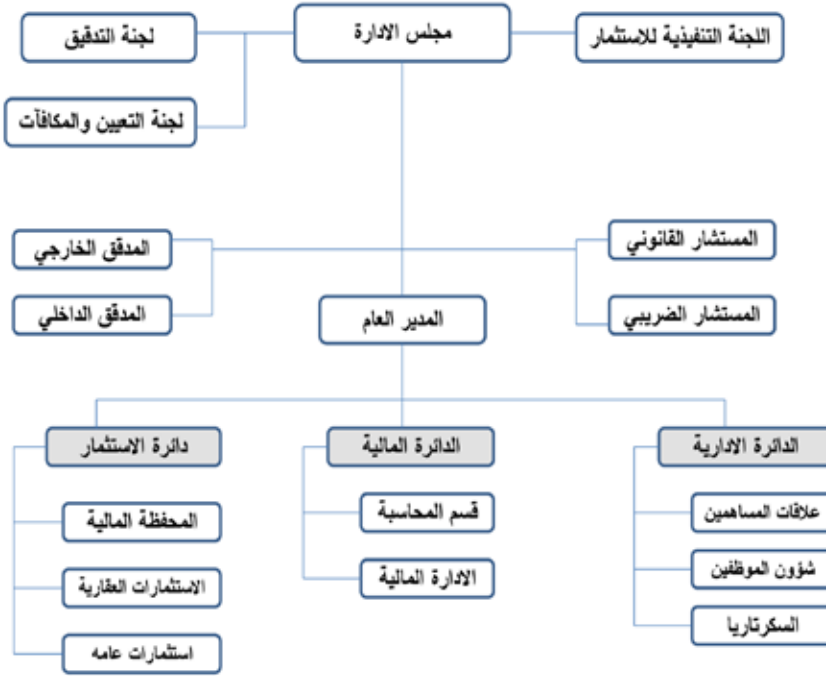 اللجنة التنفيذية للاستثمار
مجلس الادارة
لجنة التدقيق
لجنة التعيين والمكافآت
المستشار القانوني
المدقق الخارجي
المستشار الضريبي
المدير العام
المدقق الداخلي
الدائرة الادارية
علاقات المساهمين
شؤون الموظفين
السكرتاريا
الدائرة المالية
قسم المحاسبة
الادارة المالية
دائرة الاستثمار
المحفظة المالية
الاستثمارات العقارية
استثمارات عامه